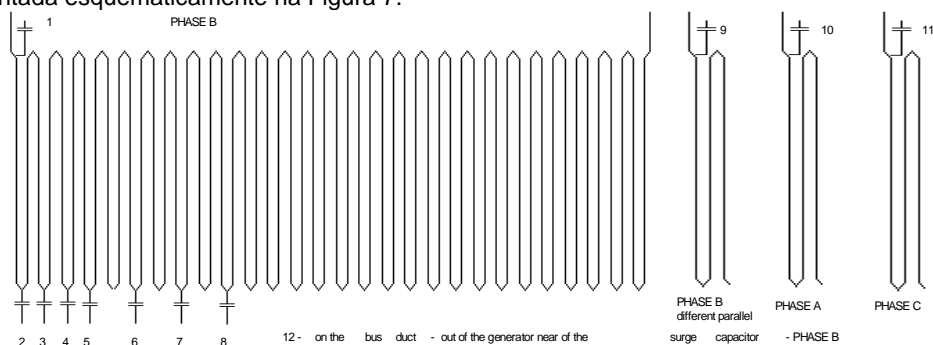 ntada esquematicamente na Figura 7.
1 PHASE B 9 10 11
PHASE B PHASE A PHASE C
different parallel
2 3 4 5 6 7 8 12 - on the bus duct - out of the generator near of the surge capacitor - PHASE B